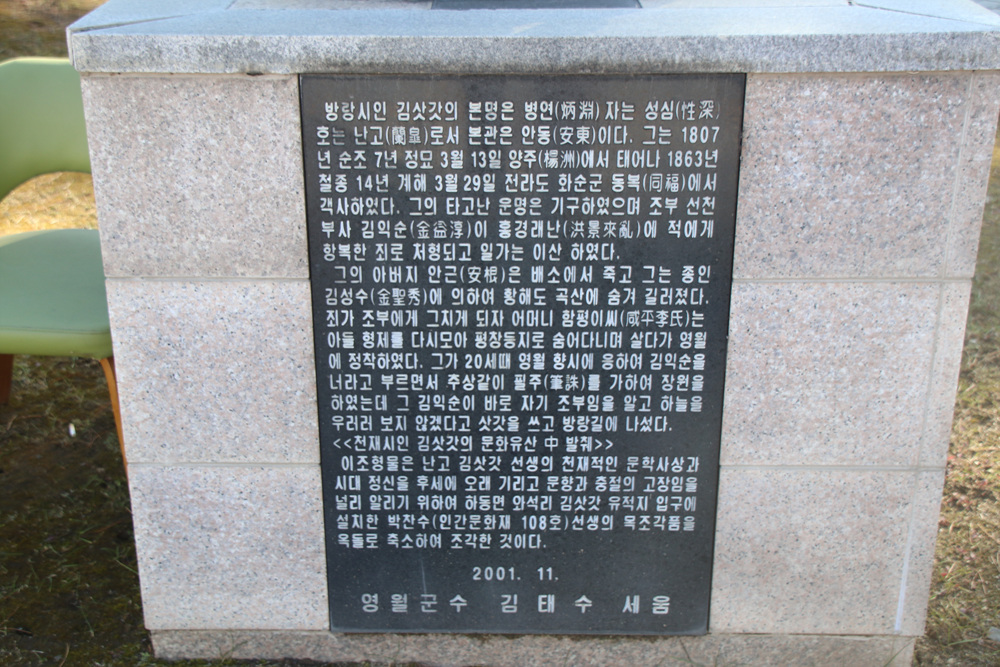 방랑시인 김삿갓의 본명은 병연(炳淵) 자는 성심(性深)
호는 난고(蘭皐)로서 본관은 안동(安東)이다. 그는 1807
년 순조 7년 정묘 3월 13일 양주(楊洲)에서 태어나 1863년
철종 14년 계해 3월 29일 전라도 화순군 동복(同福)에서
객사하였다. 그의 타고난 운명은 기구하였으며 조부 선천
부사 김익순(金益淳)이 홍경래난(洪景來亂)에 적에게
항복한 죄로 처형되고 일가는 이산 하였다.
그의 아버지 안근(安根)은 배소에서 죽고 그는 종인
김성수(金聖秀)에 의하여 황해도 곡산에 숨겨 길러졌다.
죄가 조부에게 그치게 되자 어머니 함평이씨(咸平李氏)는
아들 형제를 다시모아 평창등지로 숨어다니며 살다가 영월
에 정착하였다. 그가 20세때 영월 향시에 응하여 김익순을
너라고 부르면서 추상같이 필주(筆誅)를 가하여 장원을
하였는데 그 김익순이 바로 자기 조부임을 알고 하늘을
우러러 보지 않겠다고 삿갓을 쓰고 방랑길에 나섰다.
<<천재시인 김삿갓의 문화유산 中 발췌>>
이조형물은 난고 김삿갓 선생의 천재적인 문학사상과
시대 정신을 후세에 오래 기리고 문향과 충절의 고장임을
널리 알리기 위하여 하동면 와석리 김삿갓 유적지 입구에
설치한 박찬수(인간문화재 108호)선생의 목조각품을
옥돌로 축소하여 조각한 것이다.
2001. 11.
영월군수 김태수 세움